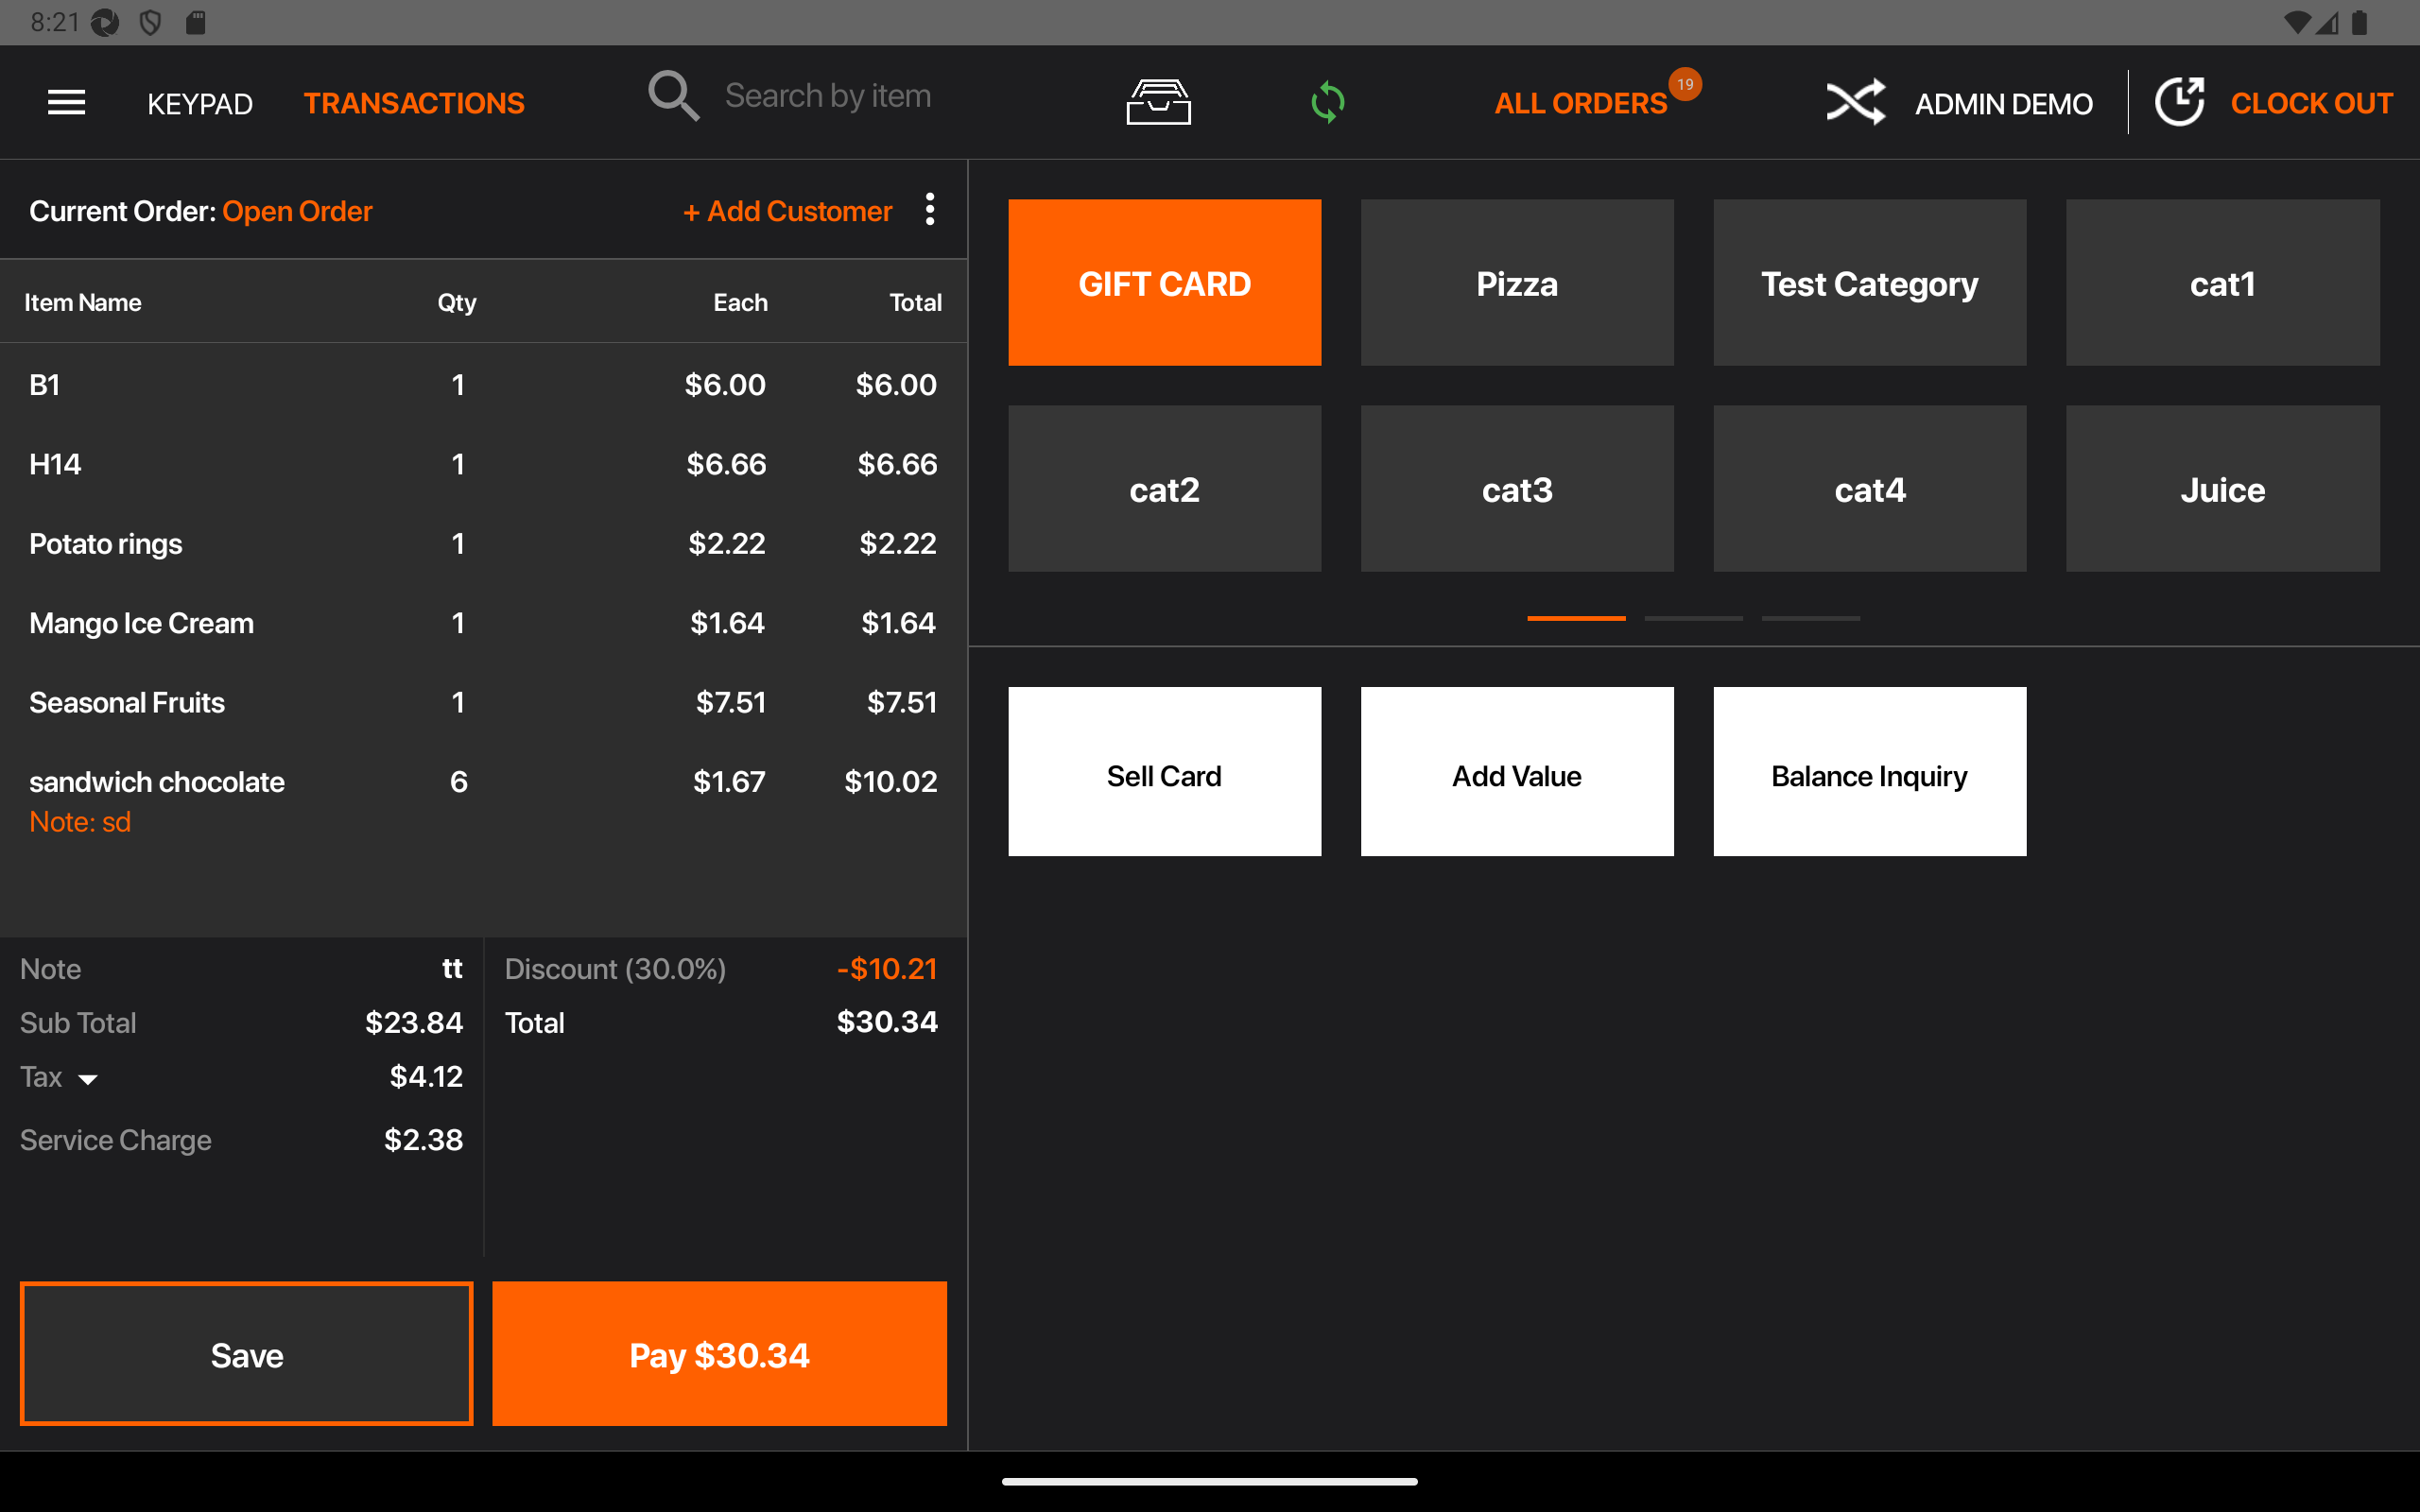 8:21
KEYPAD TRANSACTIONS Search by item ALL ORDERS 19 ADMIN DEMO CLOCK OUT
Current Order: Open Order + Add Customer
Item Name Qty Each Total
B1 1 $6.00 $6.00
H14 1 $6.66 $6.66
Potato rings 1 $2.22 $2.22
Mango Ice Cream 1 $1.64 $1.64
Seasonal Fruits 1 $7.51 $7.51
sandwich chocolate 6 $1.67 $10.02
Note: sd
Note tt
Sub Total $23.84
Tax $4.12
Service Charge $2.38
Discount (30.0%) -$10.21
Total $30.34
Save Pay $30.34
GIFT CARD Pizza Test Category cat1
cat2 cat3 cat4 Juice
Sell Card Add Value Balance Inquiry